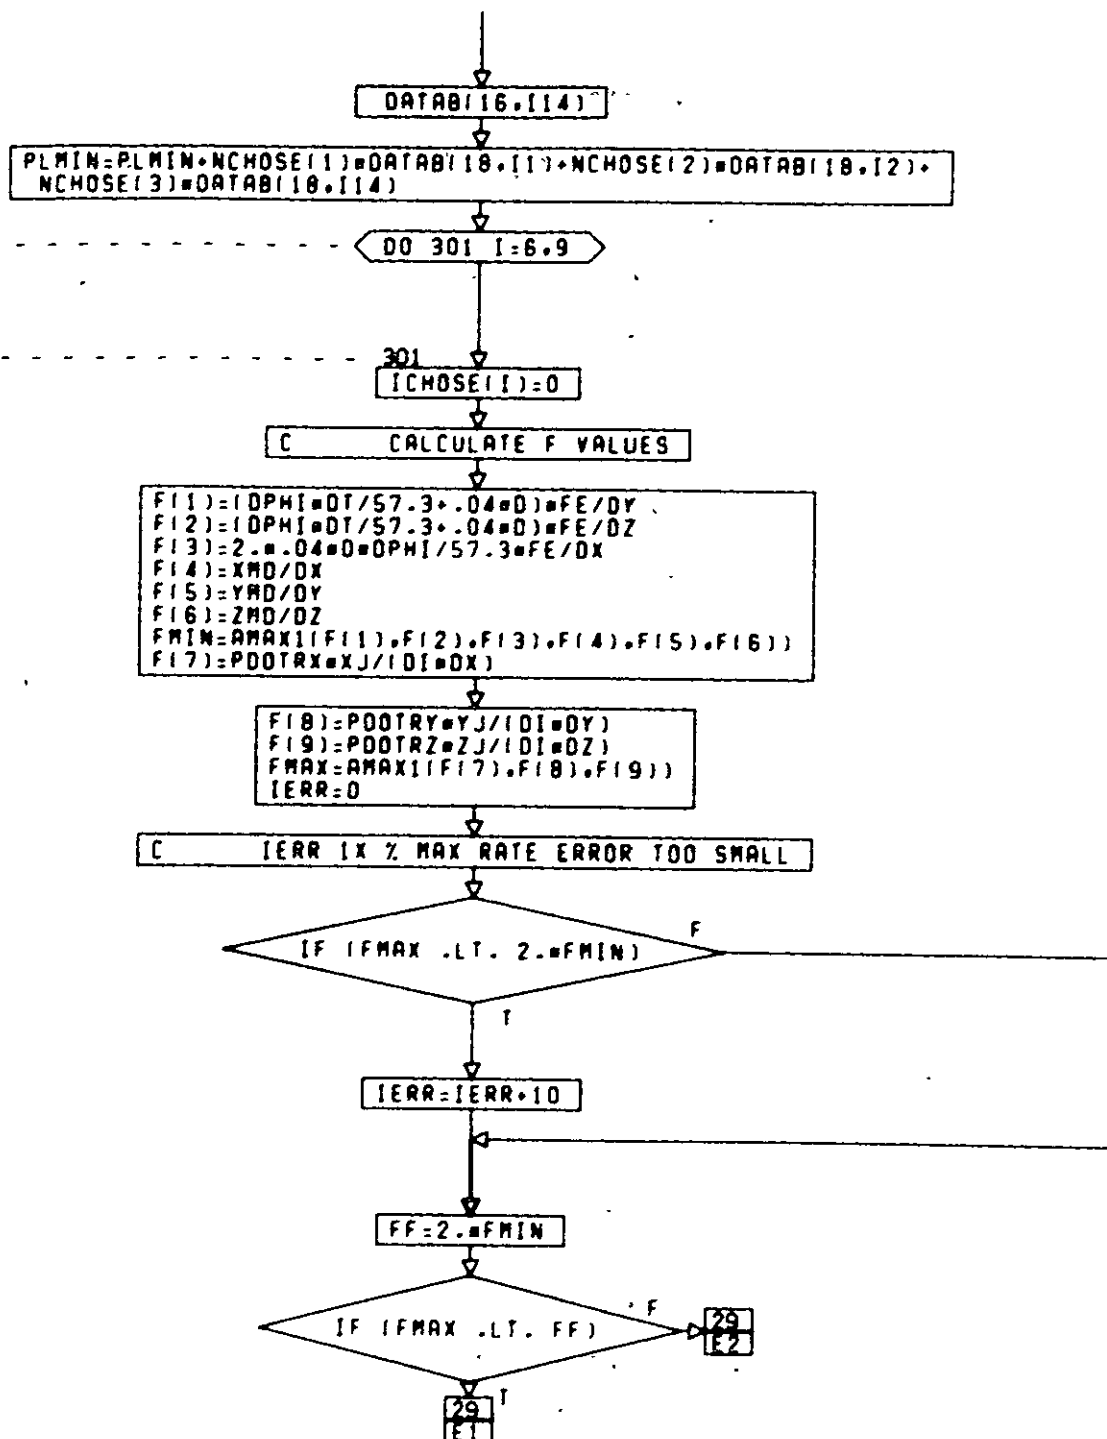 DATAB(16,I14)
PLMIN=PLMIN+NCHOSE(1)*DATAB(18,I1)+NCHOSE(2)*DATAB(18,I2)+
NCHOSE(3)*DATAB(18,I14)
DO 301 I=6,9
301
ICHOSE(I)=0
C CALCULATE F VALUES
F(1)=(DPHI*DT/57.3+.04*D)*FE/DY
F(2)=(DPHI*DT/57.3+.04*D)*FE/DZ
F(3)=2.*.04*D*DPHI/57.3*FE/DX
F(4)=XMD/DX
F(5)=YMD/DY
F(6)=ZMD/DZ
FMIN=AMAX1(F(1),F(2),F(3),F(4),F(5),F(6))
F(7)=PDOTRX*XJ/(DI*DX)
F(8)=PDOTRY*YJ/(DI*DY)
F(9)=PDOTRZ*ZJ/(DI*DZ)
FMAX=AMAX1(F(7),F(8),F(9))
IERR=0
C IERR IX % MAX RATE ERROR TOO SMALL
IF (FMAX .LT. 2.*FMIN)
F
T
IERR=IERR+10
FF=2.*FMIN
IF (FMAX .LT. FF)
F
29
E2
T
29
E1